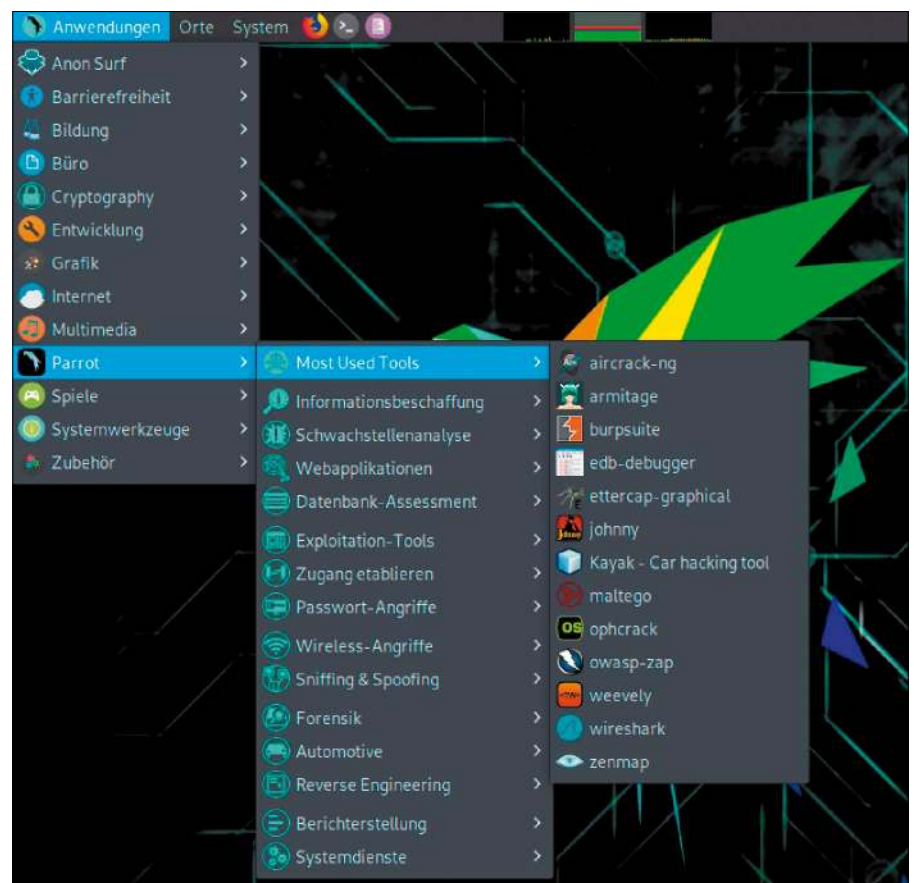 Anwendungen Orte System
Anon Surf
Barrierefreiheit
Bildung
Büro
Cryptography
Entwicklung
Grafik
Internet
Multimedia
Parrot
Spiele
Systemwerkzeuge
Zubehör
Most Used Tools
Informationsbeschaffung
Schwachstellenanalyse
Webapplikationen
Datenbank-Assessment
Exploitation-Tools
Zugang etablieren
Passwort-Angriffe
Wireless-Angriffe
Sniffing & Spoofing
Forensik
Automotive
Reverse Engineering
Berichterstellung
Systemdienste
aircrack-ng
armitage
burpsuite
edb-debugger
ettercap-graphical
johnny
Kayak - Car hacking tool
maltego
OS
ophcrack
owasp-zap
weevely
wireshark
zenmap